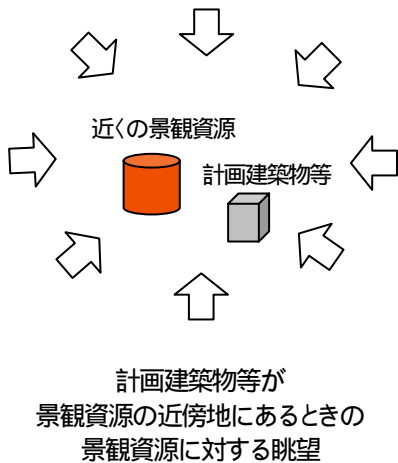 近くの景観資源
計画建築物等
計画建築物等が
景観資源の近傍地にあるときの
景観資源に対する眺望